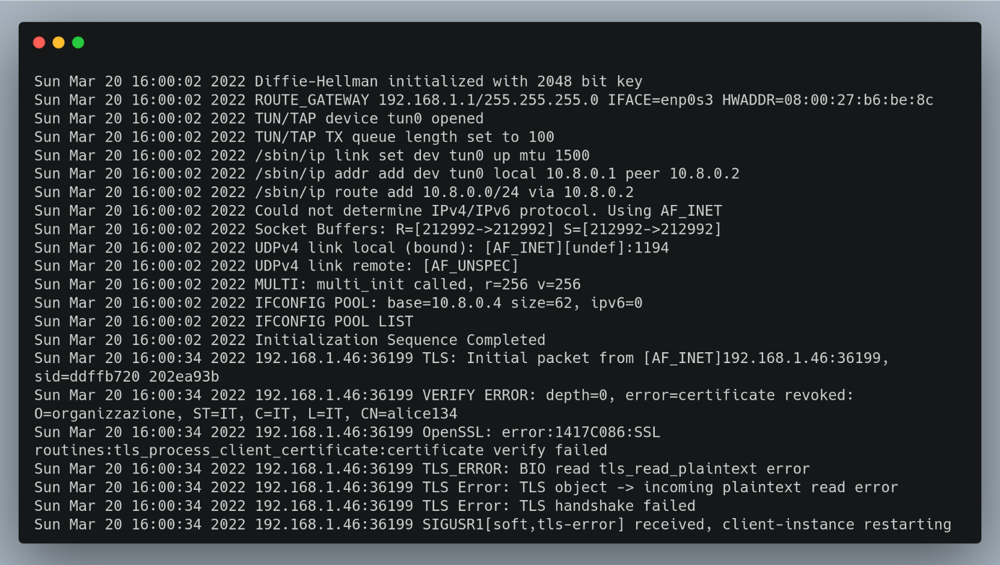 Sun Mar 20 16:00:02 2022 Diffie-Hellman initialized with 2048 bit key
Sun Mar 20 16:00:02 2022 ROUTE_GATEWAY 192.168.1.1/255.255.255.0 IFACE=enp0s3 HWADDR=08:00:27:b6:be:8c
Sun Mar 20 16:00:02 2022 TUN/TAP device tun0 opened
Sun Mar 20 16:00:02 2022 TUN/TAP TX queue length set to 100
Sun Mar 20 16:00:02 2022 /sbin/ip link set dev tun0 up mtu 1500
Sun Mar 20 16:00:02 2022 /sbin/ip addr add dev tun0 local 10.8.0.1 peer 10.8.0.2
Sun Mar 20 16:00:02 2022 /sbin/ip route add 10.8.0.0/24 via 10.8.0.2
Sun Mar 20 16:00:02 2022 Could not determine IPv4/IPv6 protocol. Using AF_INET
Sun Mar 20 16:00:02 2022 Socket Buffers: R=[212992->212992] S=[212992->212992]
Sun Mar 20 16:00:02 2022 UDPv4 link local (bound): [AF_INET][undef]:1194
Sun Mar 20 16:00:02 2022 UDPv4 link remote: [AF_UNSPEC]
Sun Mar 20 16:00:02 2022 MULTI: multi_init called, r=256 v=256
Sun Mar 20 16:00:02 2022 IFCONFIG POOL: base=10.8.0.4 size=62, ipv6=0
Sun Mar 20 16:00:02 2022 IFCONFIG POOL LIST
Sun Mar 20 16:00:02 2022 Initialization Sequence Completed
Sun Mar 20 16:00:34 2022 192.168.1.46:36199 TLS: Initial packet from [AF_INET]192.168.1.46:36199,
sid=ddffb720 202ea93b
Sun Mar 20 16:00:34 2022 192.168.1.46:36199 VERIFY ERROR: depth=0, error=certificate revoked:
O=organizzazione, ST=IT, C=IT, L=IT, CN=alice134
Sun Mar 20 16:00:34 2022 192.168.1.46:36199 OpenSSL: error:1417C086:SSL
routines:tls_process_client_certificate:certificate verify failed
Sun Mar 20 16:00:34 2022 192.168.1.46:36199 TLS_ERROR: BIO read tls_read_plaintext error
Sun Mar 20 16:00:34 2022 192.168.1.46:36199 TLS Error: TLS object -> incoming plaintext read error
Sun Mar 20 16:00:34 2022 192.168.1.46:36199 TLS Error: TLS handshake failed
Sun Mar 20 16:00:34 2022 192.168.1.46:36199 SIGUSR1[soft,tls-error] received, client-instance restarting